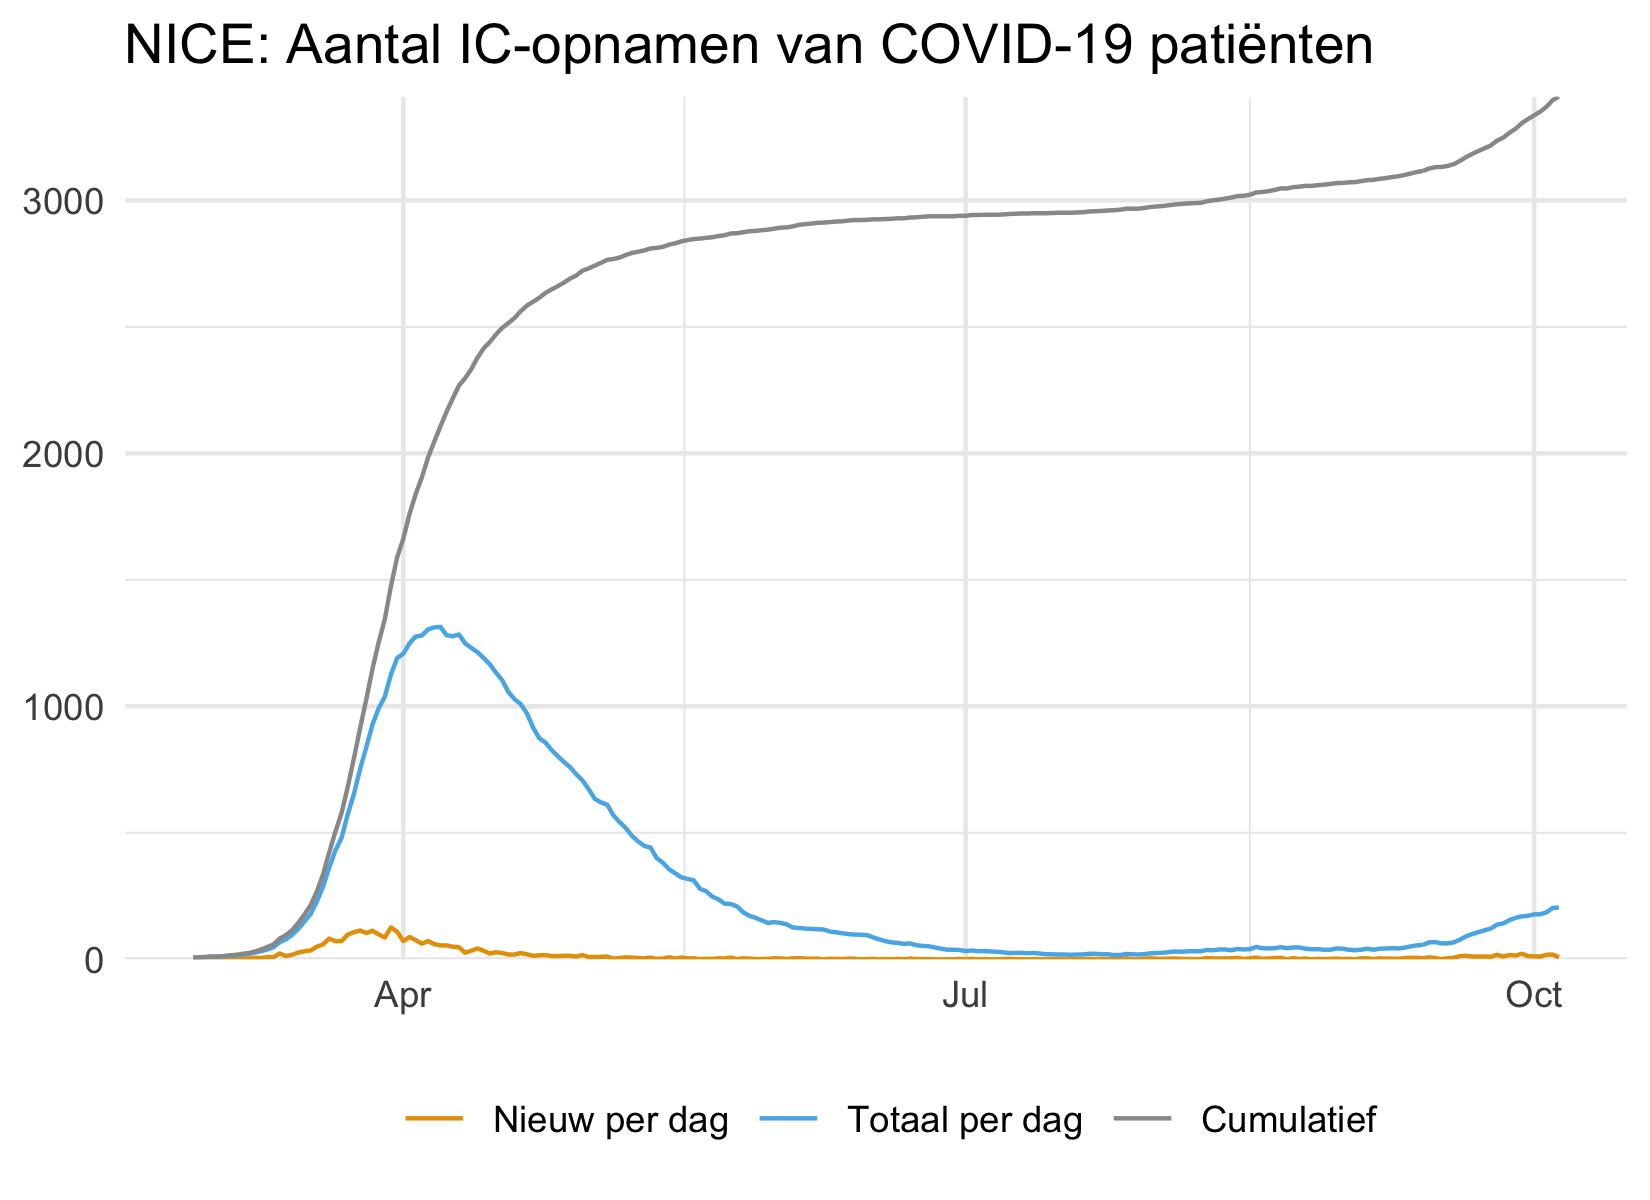 NICE: Aantal IC-opnamen van COVID-19 patiënten
3000
2000
1000
0
Apr Jul Oct
Nieuw per dag Totaal per dag Cumulatief